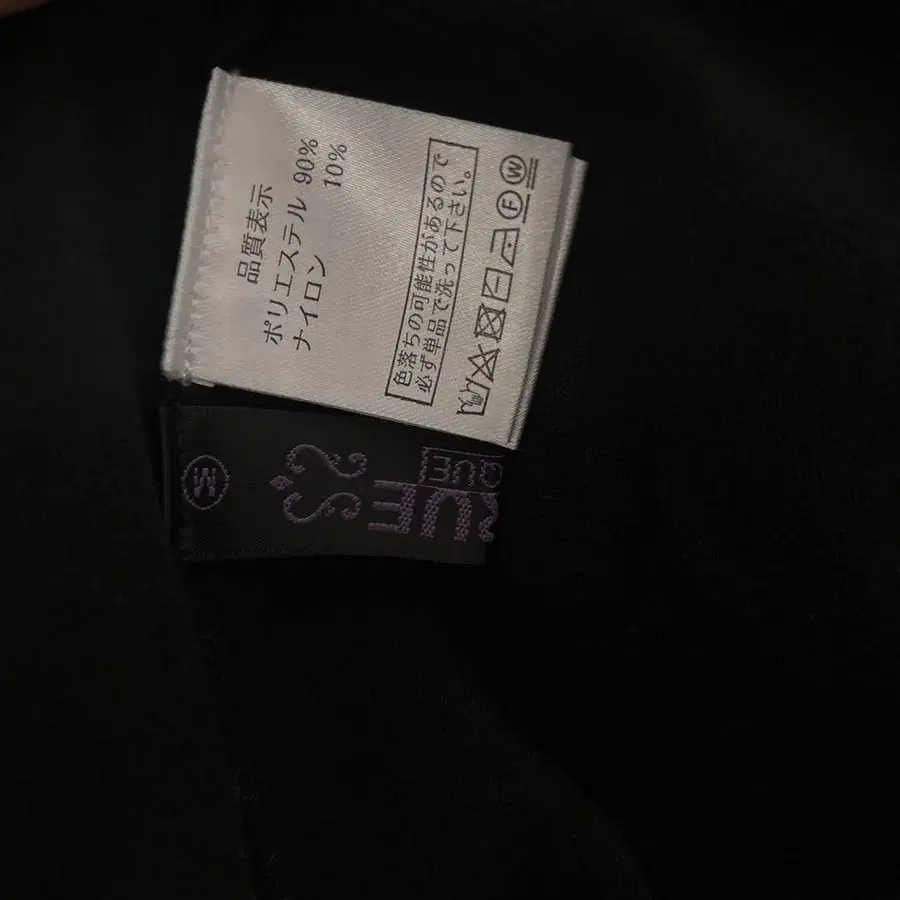 品質表示
ポリエステル 90%
ナイロン 10%
色落ちの可能性があるので
必ず単品で洗って下さい。
F W
M
QUE